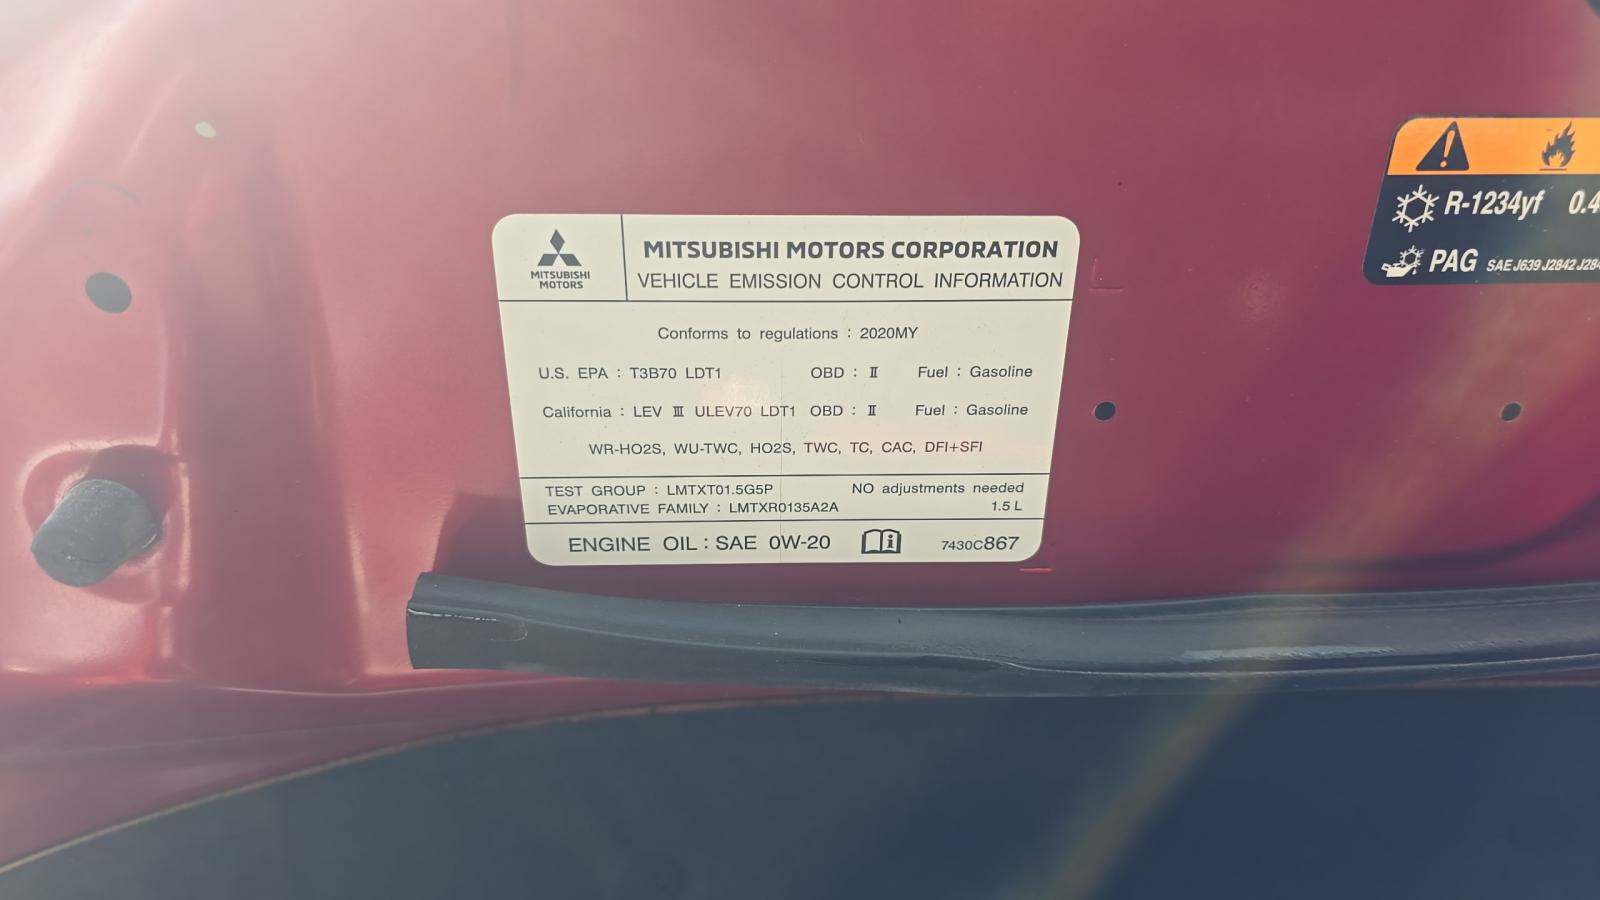 MITSUBISHI
MOTORS
MITSUBISHI MOTORS CORPORATION
VEHICLE EMISSION CONTROL INFORMATION
Conforms to regulations : 2020MY
U.S. EPA : T3B70 LDT1 OBD : Ⅱ Fuel : Gasoline
California : LEV Ⅲ ULEV70 LDT1 OBD : Ⅱ Fuel : Gasoline
WR-HO2S, WU-TWC, HO2S, TWC, TC, CAC, DFI+SFI
TEST GROUP : LMTXT01.5G5P NO adjustments needed
EVAPORATIVE FAMILY : LMTXR0135A2A 1.5 L
ENGINE OIL : SAE 0W-20 7430C867
R-1234yf
PAG SAE J639 J2842